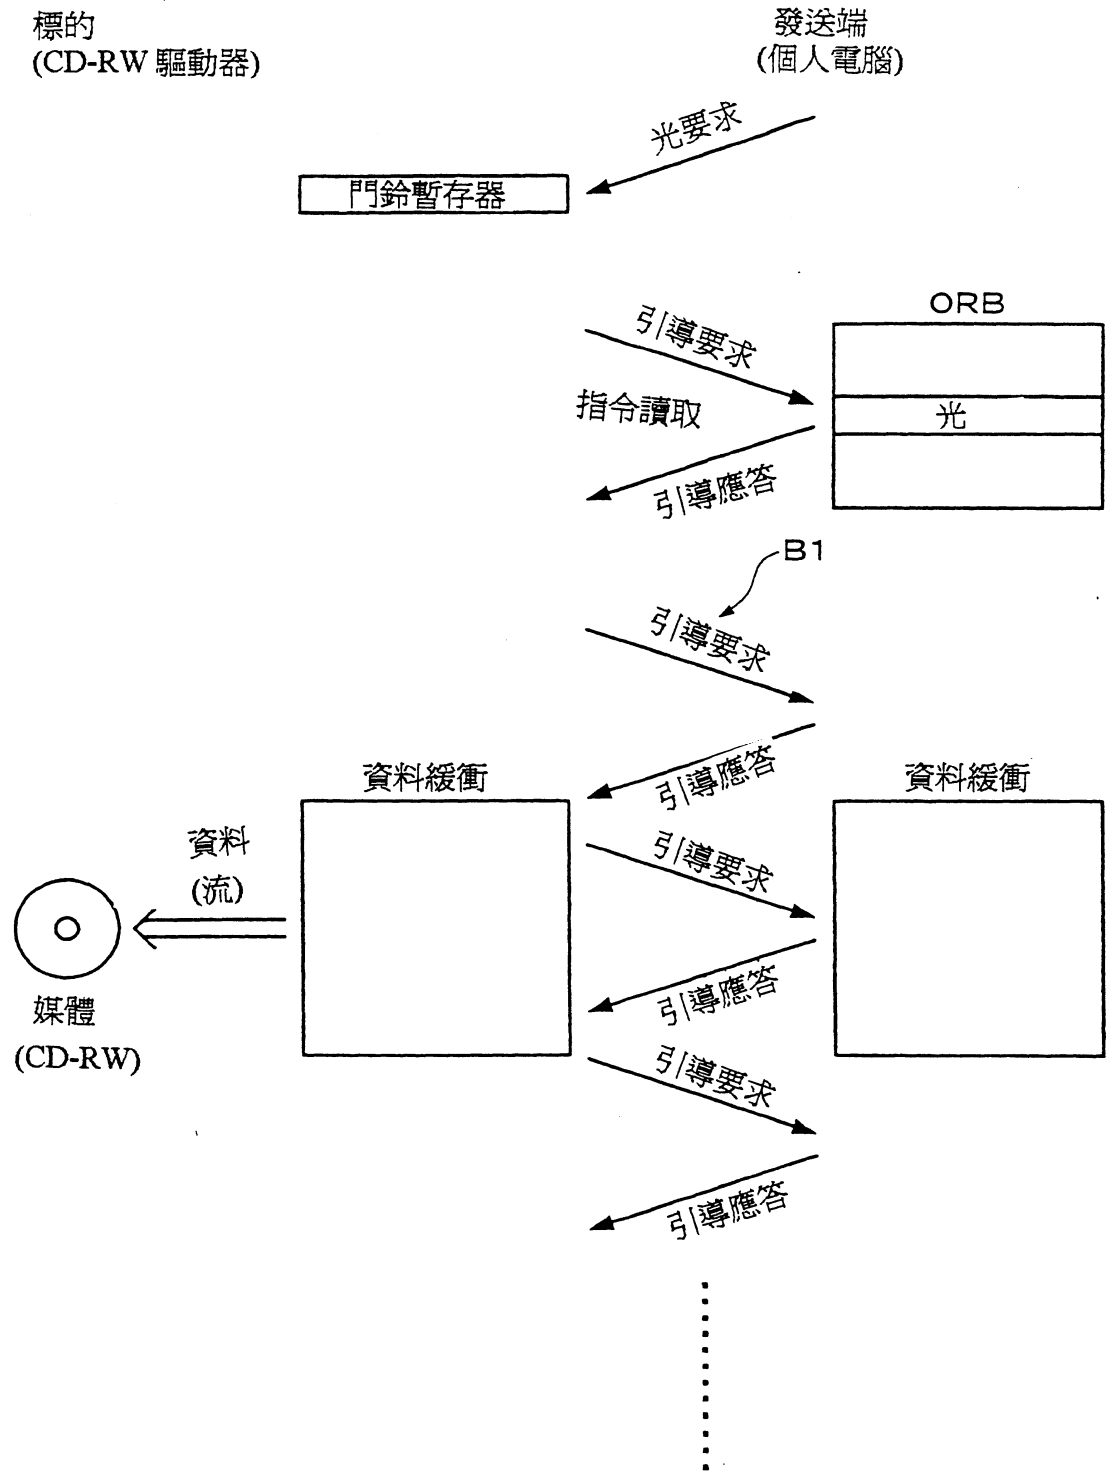 標的
(CD-RW 驅動器)
發送端
(個人電腦)
光要求
門鈴暫存器
ORB
引導要求
指令讀取
光
引導應答
B1
引導要求
引導應答
資料緩衝
資料緩衝
資料
(流)
引導要求
引導應答
媒體
(CD-RW)
引導要求
引導應答